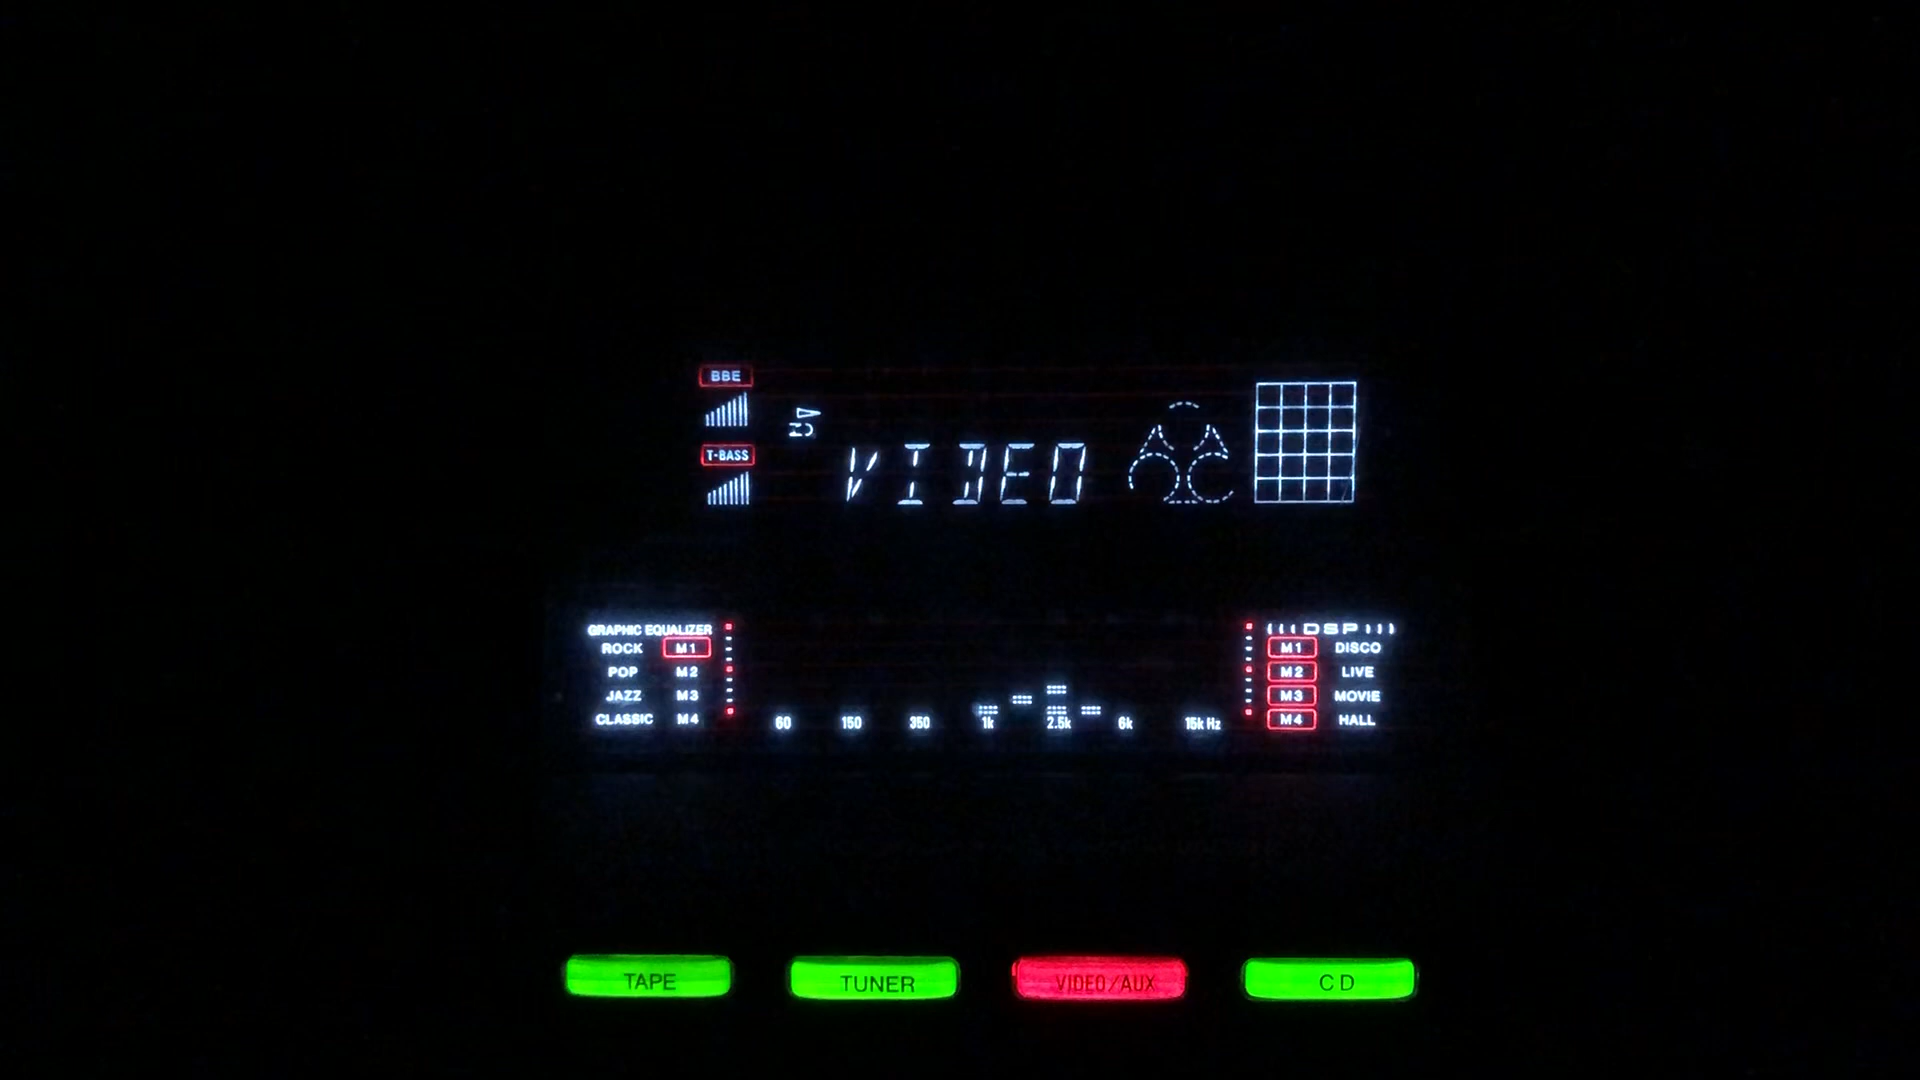 BBE
T-BASS
VIDEO
GRAPHIC EQUALIZER
ROCK M1
POP M2
JAZZ M3
CLASSIC M4
60 150 350 1k 2.5k 6k 15k Hz
DSP
M1 DISCO
M2 LIVE
M3 MOVIE
M4 HALL
TAPE TUNER VIDEO/AUX CD